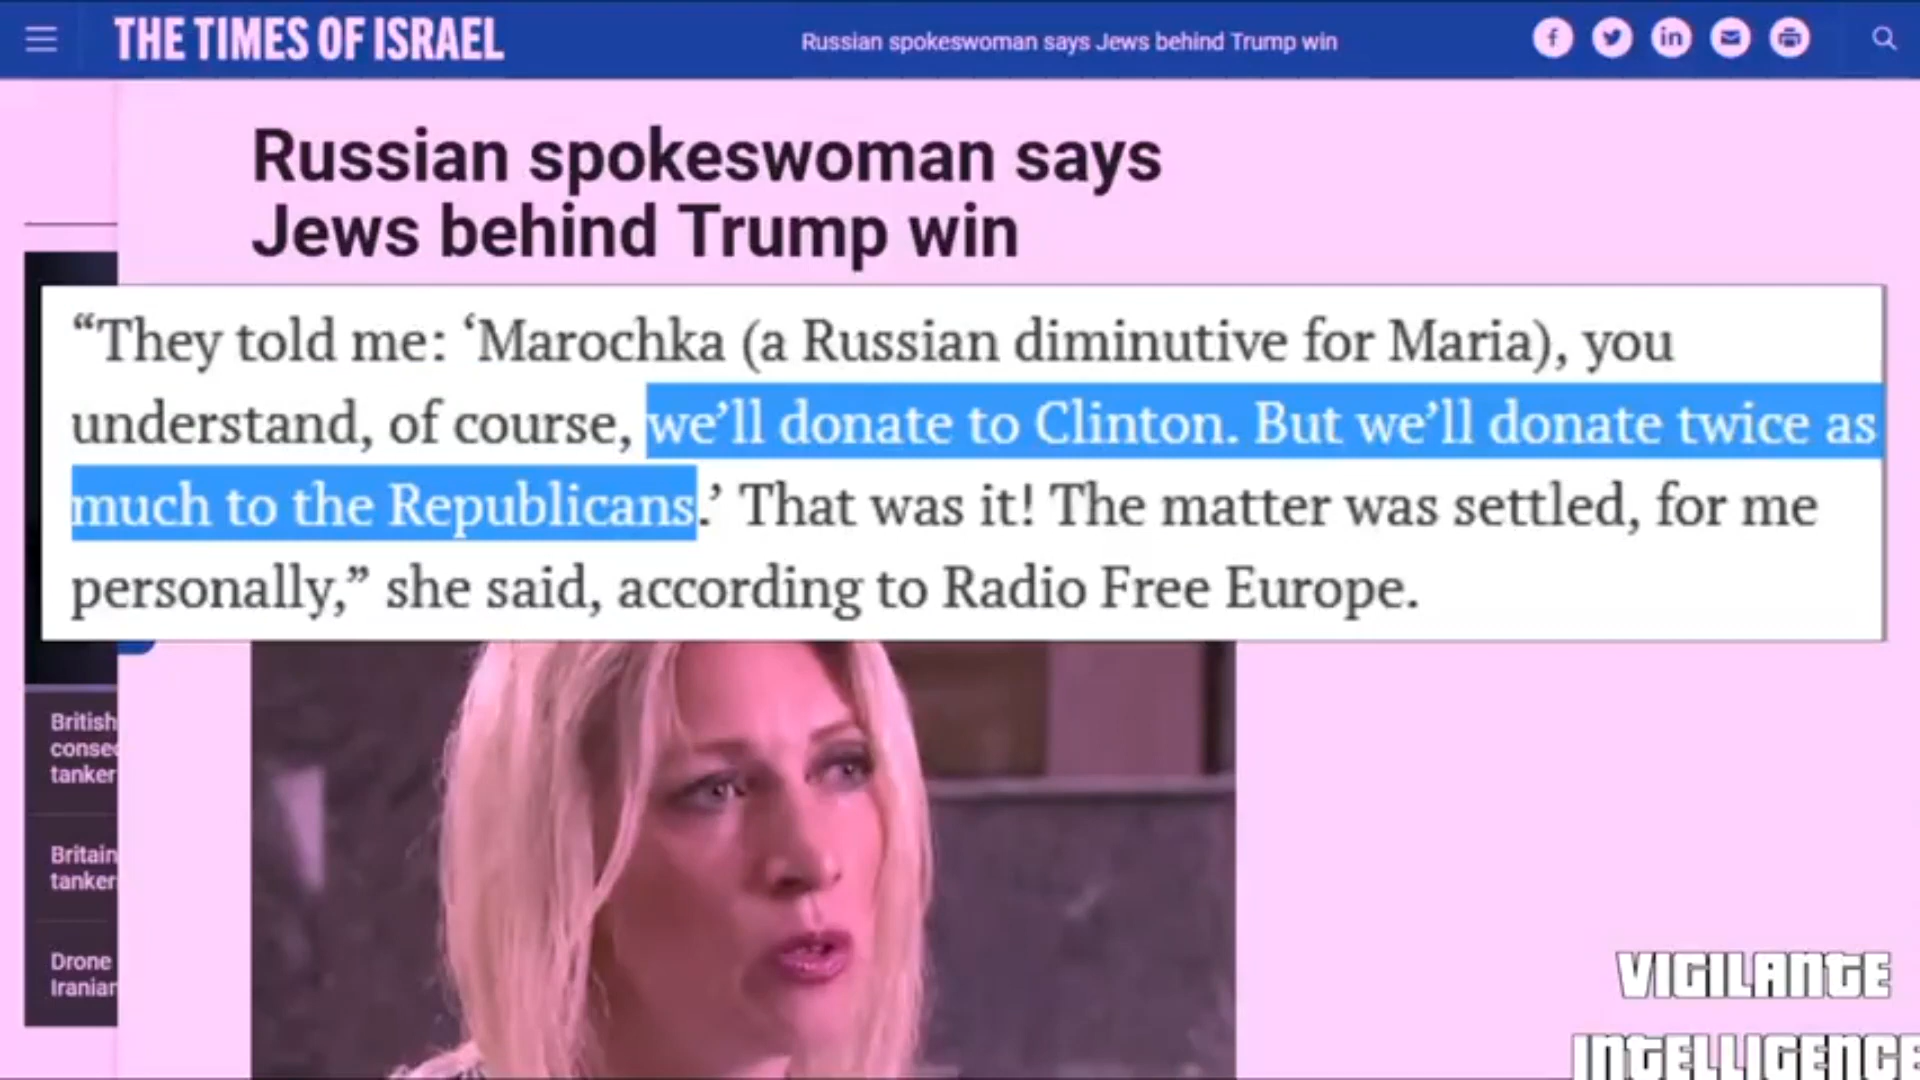 THE TIMES OF ISRAEL
Russian spokeswoman says Jews behind Trump win
Russian spokeswoman says
Jews behind Trump win
“They told me: ‘Marochka (a Russian diminutive for Maria), you
understand, of course, we’ll donate to Clinton. But we’ll donate twice as
much to the Republicans.’ That was it! The matter was settled, for me
personally,” she said, according to Radio Free Europe.
British
tanker
Britain
tanker
Drone
VIGILANTE
INTELLIGENCE